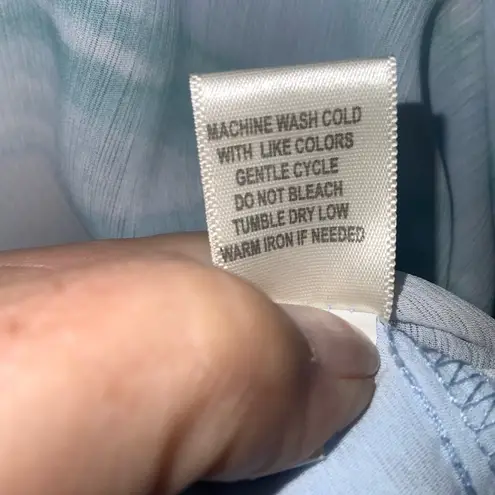 MACHINE WASH COLD
WITH LIKE COLORS
GENTLE CYCLE
DO NOT BLEACH
TUMBLE DRY LOW
WARM IRON IF NEEDED